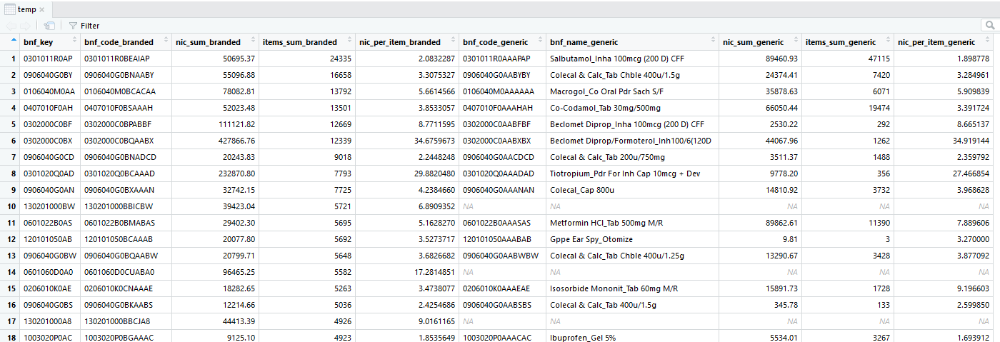 temp
Filter
bnf_key bnf_code_branded nic_sum_branded items_sum_branded nic_per_item_branded bnf_code_generic bnf_name_generic nic_sum_generic items_sum_generic nic_per_item_generic
1 0301011R0AP 0301011R0BEAIAP 50695.37 24335 2.0832287 0301011R0AAAPAP Salbutamol_Inha 100mcg (200 D) CFF 89460.93 47115 1.898778
2 0906040G0BY 0906040G0BNAABY 55096.88 16658 3.3075327 0906040G0AABYBY Colecal & Calc_Tab Chble 400u/1.5g 24374.41 7420 3.284961
3 0106040M0AA 0106040M0BCACAA 78082.81 13792 5.6614566 0106040M0AAAAAA Macrogol_Co Oral Pdr Sach S/F 35878.63 6071 5.909839
4 0407010F0AH 0407010F0BSAAAH 52023.48 13501 3.8533057 0407010F0AAAHAH Co-Codamol_Tab 30mg/500mg 66050.44 19474 3.391724
5 0302000C0BF 0302000C0BPABBF 111121.82 12669 8.7711595 0302000C0AABFBF Beclomet Diprop_Inha 100mcg (200 D) CFF 2530.22 292 8.665137
6 0302000C0BX 0302000C0BQAABX 427866.76 12339 34.6759673 0302000C0AABXBX Beclomet Diprop/Formoterol_Inh100/6(120D 44067.96 1262 34.919144
7 0906040G0CD 0906040G0BNADCD 20243.83 9018 2.2448248 0906040G0AACDCD Colecal & Calc_Tab 200u/750mg 3511.37 1488 2.359792
8 0301020Q0AD 0301020Q0BCAAAD 232870.80 7793 29.8820480 0301020Q0AAADAD Tiotropium_Pdr For Inh Cap 10mcg + Dev 9778.20 356 27.466854
9 0906040G0AN 0906040G0BXAAAN 32742.15 7725 4.2384660 0906040G0AAANAN Colecal_Cap 800u 14810.92 3732 3.968628
10 130201000BW 130201000BBICBW 39423.04 5721 6.8909352 NA NA NA NA NA
11 0601022B0AS 0601022B0BMABAS 29402.30 5695 5.1628270 0601022B0AAASAS Metformin HCl_Tab 500mg M/R 89862.61 11390 7.889606
12 120101050AB 120101050BCAAAB 20077.80 5692 3.5273717 120101050AAABAB Gppe Ear Spy_Otomize 9.81 3 3.270000
13 0906040G0BW 0906040G0BQAABW 20799.71 5648 3.6826682 0906040G0AABWBW Colecal & Calc_Tab Chble 400u/1.25g 13290.67 3428 3.877092
14 0601060D0A0 0601060D0CUABA0 96465.25 5582 17.2814851 NA NA NA NA NA
15 0206010K0AE 0206010K0CNAAAE 18282.65 5263 3.4738077 0206010K0AAAEAE Isosorbide Mononit_Tab 60mg M/R 15891.73 1728 9.196603
16 0906040G0BS 0906040G0BKAABS 12214.66 5036 2.4254686 0906040G0AABSBS Colecal & Calc_Tab 400u/1.5g 345.78 133 2.599850
17 130201000A8 130201000BBCJA8 44413.39 4926 9.0161165 NA NA NA NA NA
18 1003020P0AC 1003020P0BGAAAC 9125.10 4923 1.8535649 1003020P0AAACAC Ibuprofen_Gel 5% 5534.01 3267 1.693912